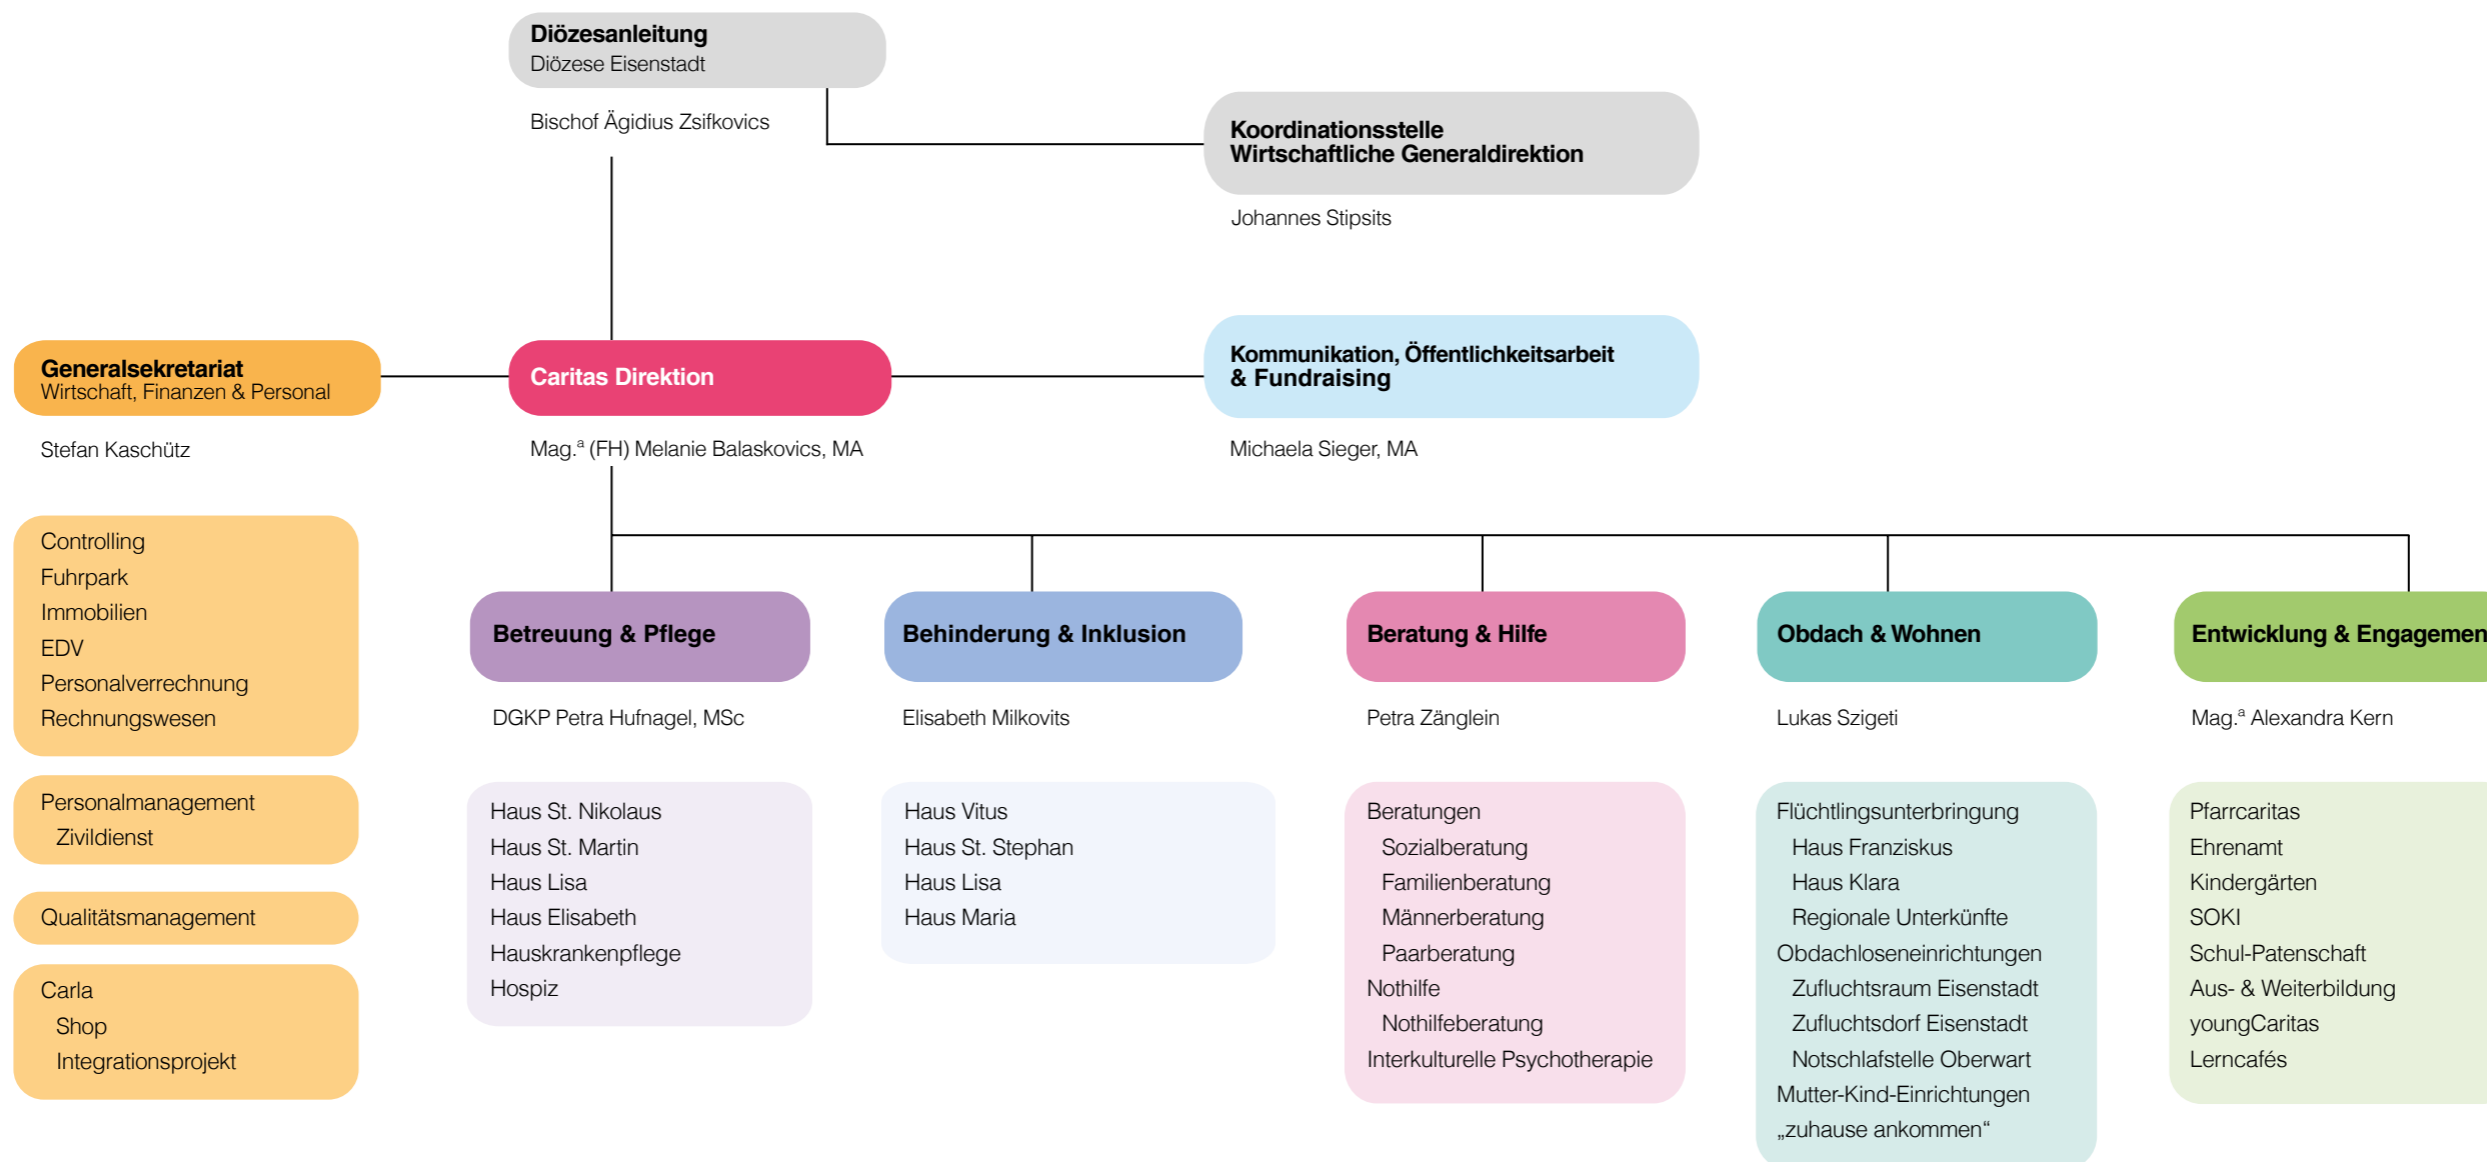 Diözesanleitung
Diözese Eisenstadt
Bischof Ägidius Zsifkovics
Koordinationsstelle
Wirtschaftliche Generaldirektion
Johannes Stipsits
Generalsekretariat
Wirtschaft, Finanzen & Personal
Stefan Kaschütz
Caritas Direktion
Mag.ª (FH) Melanie Balaskovics, MA
Kommunikation, Öffentlichkeitsarbeit
& Fundraising
Michaela Sieger, MA
Controlling
Fuhrpark
Immobilien
EDV
Personalverrechnung
Rechnungswesen
Personalmanagement
Zivildienst
Qualitätsmanagement
Carla
Shop
Integrationsprojekt
Betreuung & Pflege
DGKP Petra Hufnagel, MSc
Haus St. Nikolaus
Haus St. Martin
Haus Lisa
Haus Elisabeth
Hauskrankenpflege
Hospiz
Behinderung & Inklusion
Elisabeth Milkovits
Haus Vitus
Haus St. Stephan
Haus Lisa
Haus Maria
Beratung & Hilfe
Petra Zänglein
Beratungen
Sozialberatung
Familienberatung
Männerberatung
Paarberatung
Nothilfe
Nothilfeberatung
Interkulturelle Psychotherapie
Obdach & Wohnen
Lukas Szigeti
Flüchtlingsunterbringung
Haus Franziskus
Haus Klara
Regionale Unterkünfte
Obdachloseneinrichtungen
Zufluchtsraum Eisenstadt
Zufluchtsdorf Eisenstadt
Notschlafstelle Oberwart
Mutter-Kind-Einrichtungen
„zuhause ankommen“
Entwicklung & Engagemen
Mag.ª Alexandra Kern
Pfarrcaritas
Ehrenamt
Kindergärten
SOKI
Schul-Patenschaft
Aus- & Weiterbildung
youngCaritas
Lerncafés